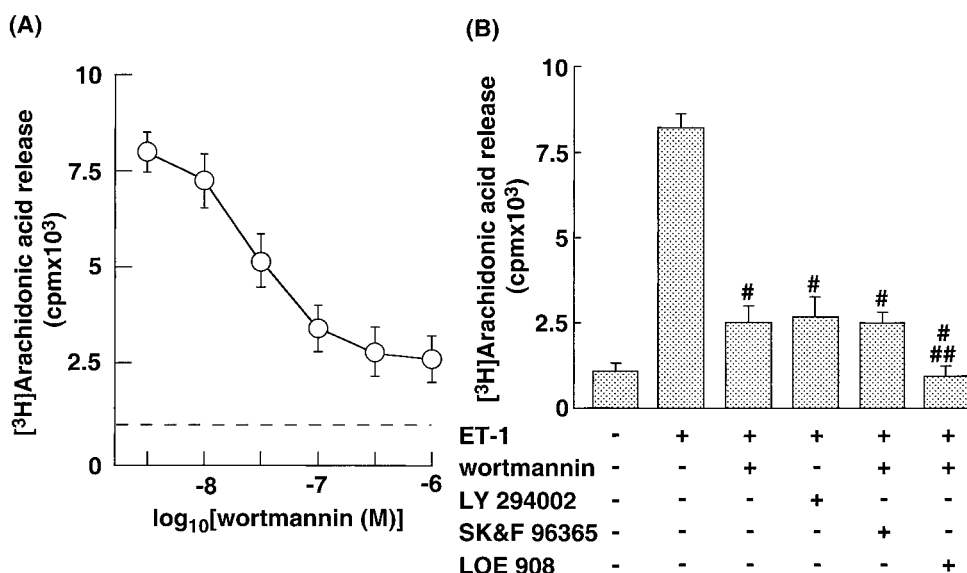 (A)
[³H]Arachidonic acid release
(cpmx10³)
10
7.5
5
2.5
0
-8
-7
-6
log₁₀[wortmannin (M)]
(B)
[³H]Arachidonic acid release
(cpmx10³)
10
7.5
5
2.5
0
#
#
#
#
##
ET-1 - + + + + +
wortmannin - - + - + +
LY 294002 - - - + - -
SK&F 96365 - - - - + -
LOE 908 - - - - - +